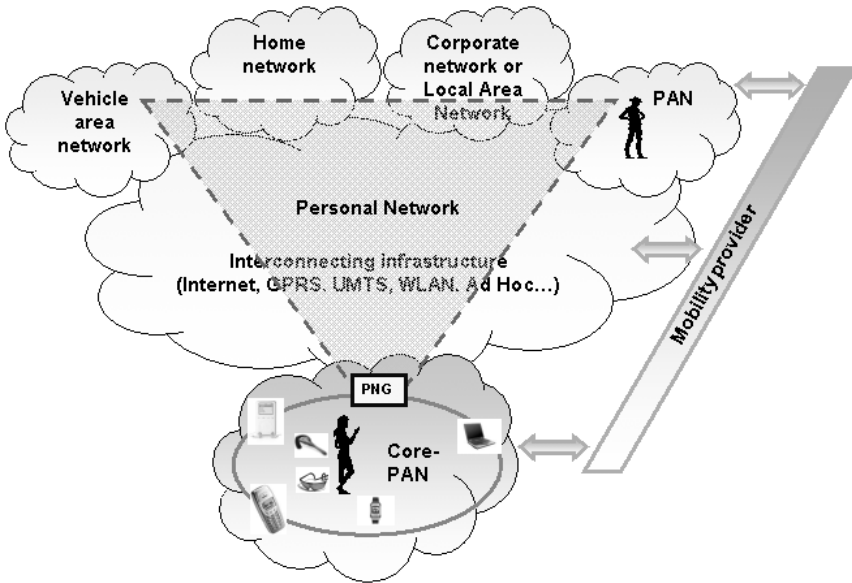 Home
network
Corporate
network or
Local Area
Network
Vehicle
area
network
PAN
Personal Network
Interconnecting infrastructure
(Internet, GPRS, UMTS, WLAN, Ad Hoc...)
Mobility provider
PNG
Core-
PAN